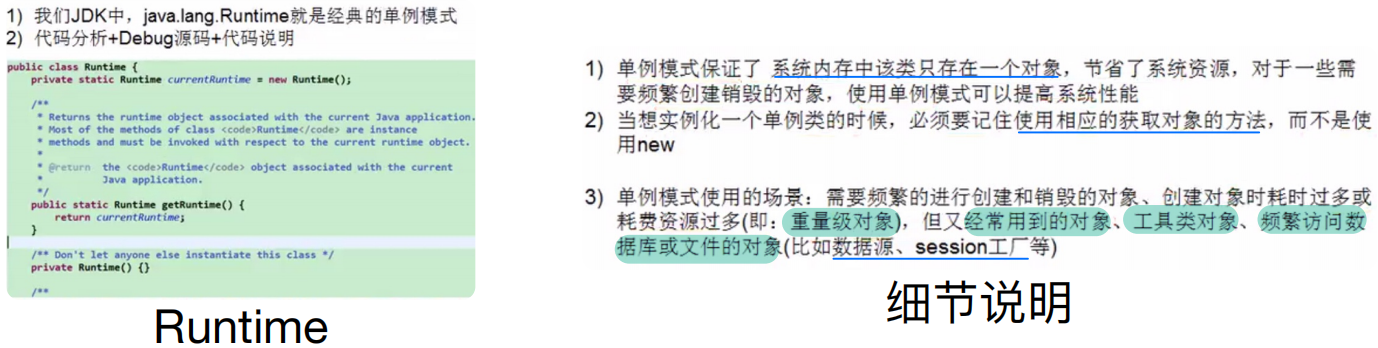 1) 我们JDK中，java.lang.Runtime就是经典的单例模式
2) 代码分析+Debug源码+代码说明
public class Runtime {
    private static Runtime currentRuntime = new Runtime();
    /**
     * Returns the runtime object associated with the current Java application.
     * Most of the methods of class <code>Runtime</code> are instance
     * methods and must be invoked with respect to the current runtime object.
     *
     * @return  the <code>Runtime</code> object associated with the current
     *          Java application.
     */
    public static Runtime getRuntime() {
        return currentRuntime;
    }
    /** Don't let anyone else instantiate this class */
    private Runtime() {}
    /**
Runtime
1) 单例模式保证了 系统内存中该类只存在一个对象，节省了系统资源，对于一些需
要频繁创建销毁的对象，使用单例模式可以提高系统性能
2) 当想实例化一个单例类的时候，必须要记住使用相应的获取对象的方法，而不是使
用new
3) 单例模式使用的场景：需要频繁的进行创建和销毁的对象、创建对象时耗时过多或
耗费资源过多(即：重量级对象)，但又经常用到的对象、工具类对象、频繁访问数
据库或文件的对象(比如数据源、session工厂等)
细节说明